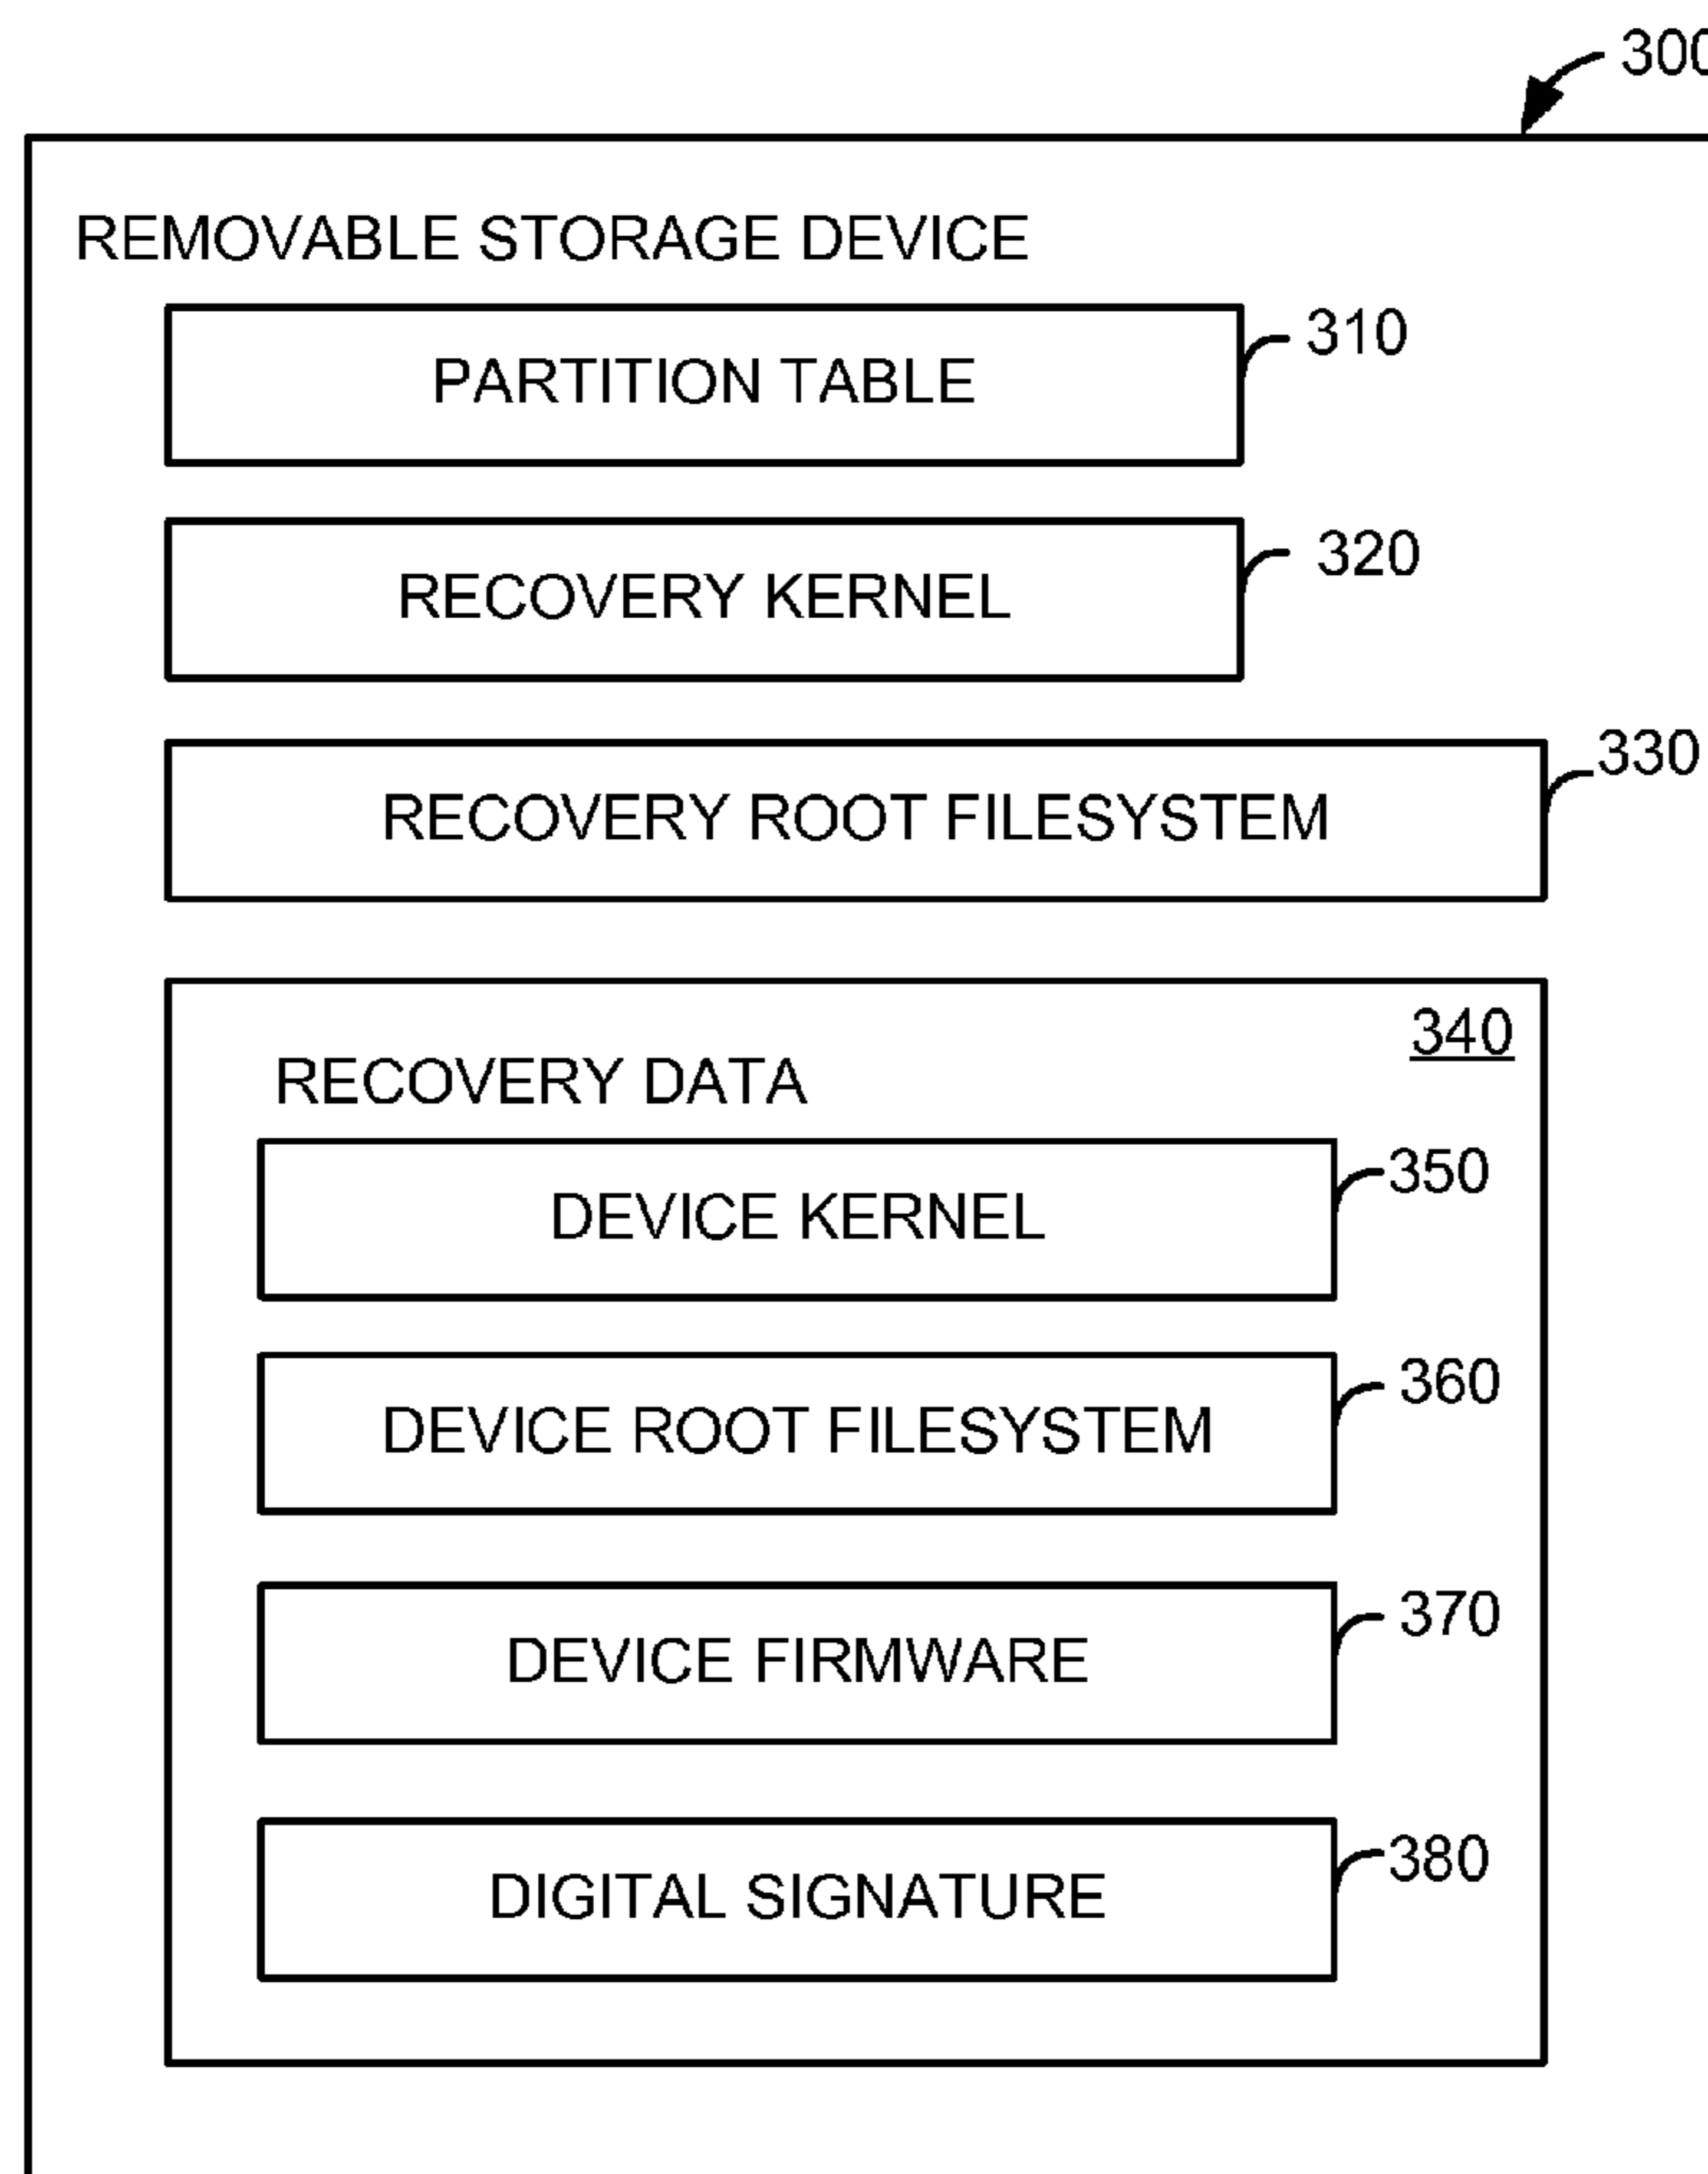 300
REMOVABLE STORAGE DEVICE
PARTITION TABLE
310
RECOVERY KERNEL
320
RECOVERY ROOT FILESYSTEM
330
340
RECOVERY DATA
DEVICE KERNEL
350
DEVICE ROOT FILESYSTEM
360
DEVICE FIRMWARE
370
DIGITAL SIGNATURE
380